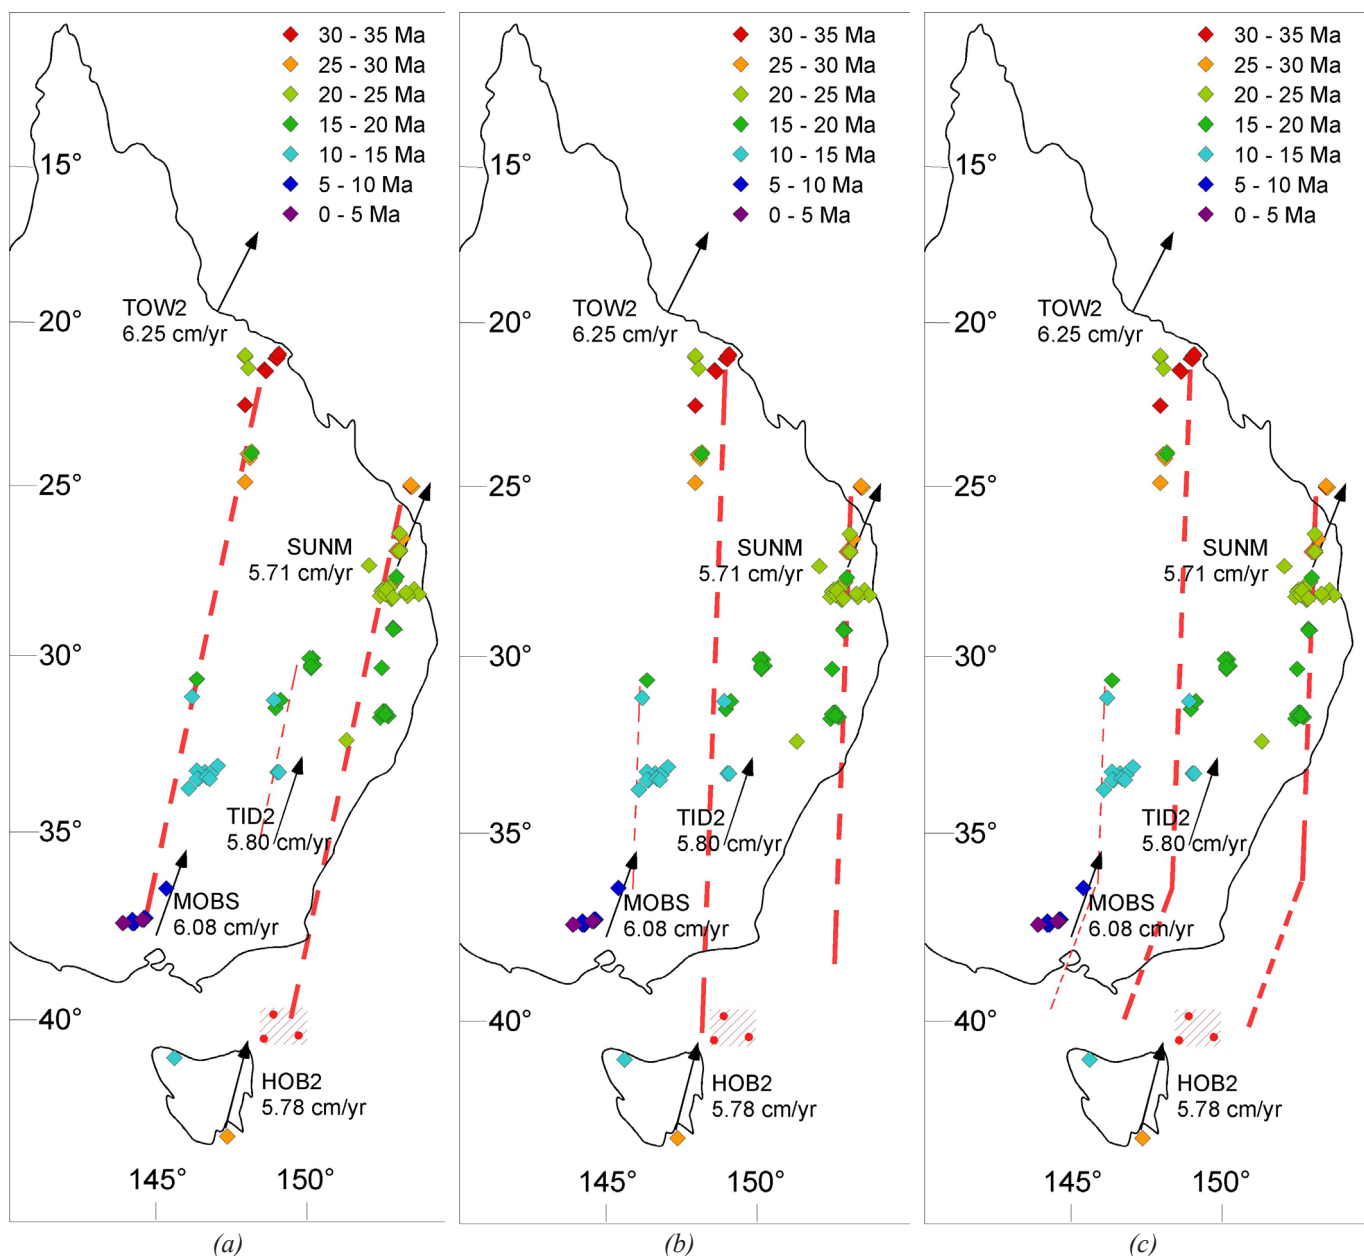 30 - 35 Ma
25 - 30 Ma
20 - 25 Ma
15 - 20 Ma
10 - 15 Ma
5 - 10 Ma
0 - 5 Ma
15°
TOW2
20°
6.25 cm/yr
25°
SUNM
5.71 cm/yr
30°
TID2
35°
5.80 cm/yr
MOBS
6.08 cm/yr
40°
HOB2
5.78 cm/yr
145° 150°
(a)
30 - 35 Ma
25 - 30 Ma
20 - 25 Ma
15 - 20 Ma
10 - 15 Ma
5 - 10 Ma
0 - 5 Ma
15°
TOW2
20°
6.25 cm/yr
25°
SUNM
5.71 cm/yr
30°
TID2
35°
5.80 cm/yr
MOBS
6.08 cm/yr
40°
HOB2
5.78 cm/yr
145° 150°
(b)
30 - 35 Ma
25 - 30 Ma
20 - 25 Ma
15 - 20 Ma
10 - 15 Ma
5 - 10 Ma
0 - 5 Ma
15°
TOW2
20°
6.25 cm/yr
25°
SUNM
5.71 cm/yr
30°
TID2
35°
5.80 cm/yr
MOBS
6.08 cm/yr
40°
HOB2
5.78 cm/yr
145° 150°
(c)